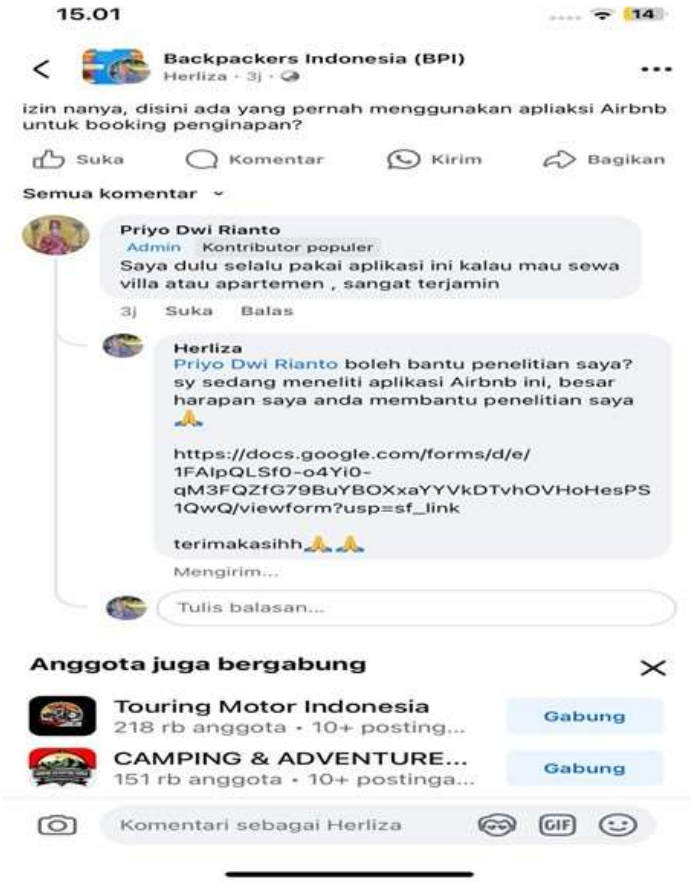 15.01
14
Backpackers Indonesia (BPI)
Herliza · 3j ·
izin nanya, disini ada yang pernah menggunakan apliaksi Airbnb
untuk booking penginapan?
Suka Komentar Kirim Bagikan
Semua komentar
Priyo Dwi Rianto
Admin Kontributor populer
Saya dulu selalu pakai aplikasi ini kalau mau sewa
villa atau apartemen , sangat terjamin
3j Suka Balas
Herliza
Priyo Dwi Rianto boleh bantu penelitian saya?
sy sedang meneliti aplikasi Airbnb ini, besar
harapan saya anda membantu penelitian saya
🙏
https://docs.google.com/forms/d/e/
1FAIpQLSf0-o4Yi0-
qM3FQZfG79BuYBOXxaYYVkDTvhOVHoHesPS
1QwQ/viewform?usp=sf_link
terimakasihh🙏🙏
Mengirim...
Tulis balasan...
Anggota juga bergabung
Touring Motor Indonesia
218 rb anggota • 10+ posting...
Gabung
CAMPING & ADVENTURE...
151 rb anggota • 10+ postinga...
Gabung
Komentari sebagai Herliza
GIF